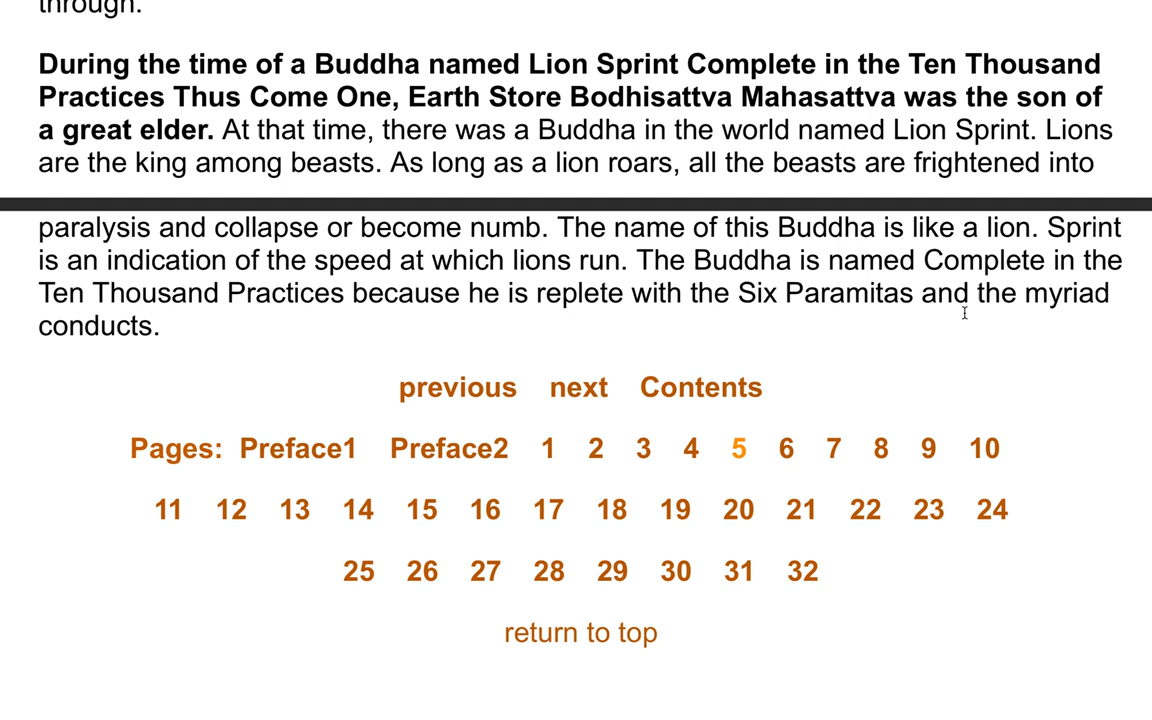 through.
During the time of a Buddha named Lion Sprint Complete in the Ten Thousand
Practices Thus Come One, Earth Store Bodhisattva Mahasattva was the son of
a great elder. At that time, there was a Buddha in the world named Lion Sprint. Lions
are the king among beasts. As long as a lion roars, all the beasts are frightened into
paralysis and collapse or become numb. The name of this Buddha is like a lion. Sprint
is an indication of the speed at which lions run. The Buddha is named Complete in the
Ten Thousand Practices because he is replete with the Six Paramitas and the myriad
conducts.
previous next Contents
Pages: Preface1 Preface2 1 2 3 4 5 6 7 8 9 10
11 12 13 14 15 16 17 18 19 20 21 22 23 24
25 26 27 28 29 30 31 32
return to top